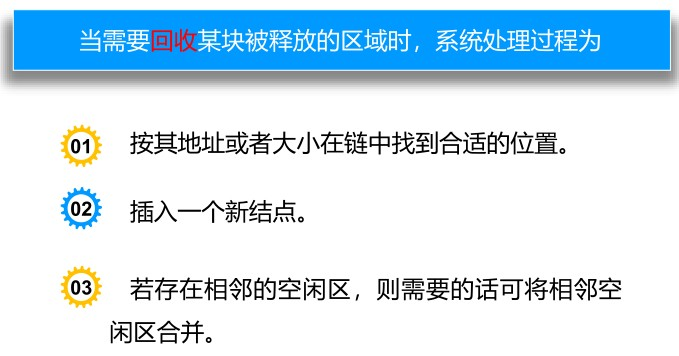 当需要回收某块被释放的区域时，系统处理过程为
01 按其地址或者大小在链中找到合适的位置。
02 插入一个新结点。
03 若存在相邻的空闲区，则需要的话可将相邻空
闲区合并。